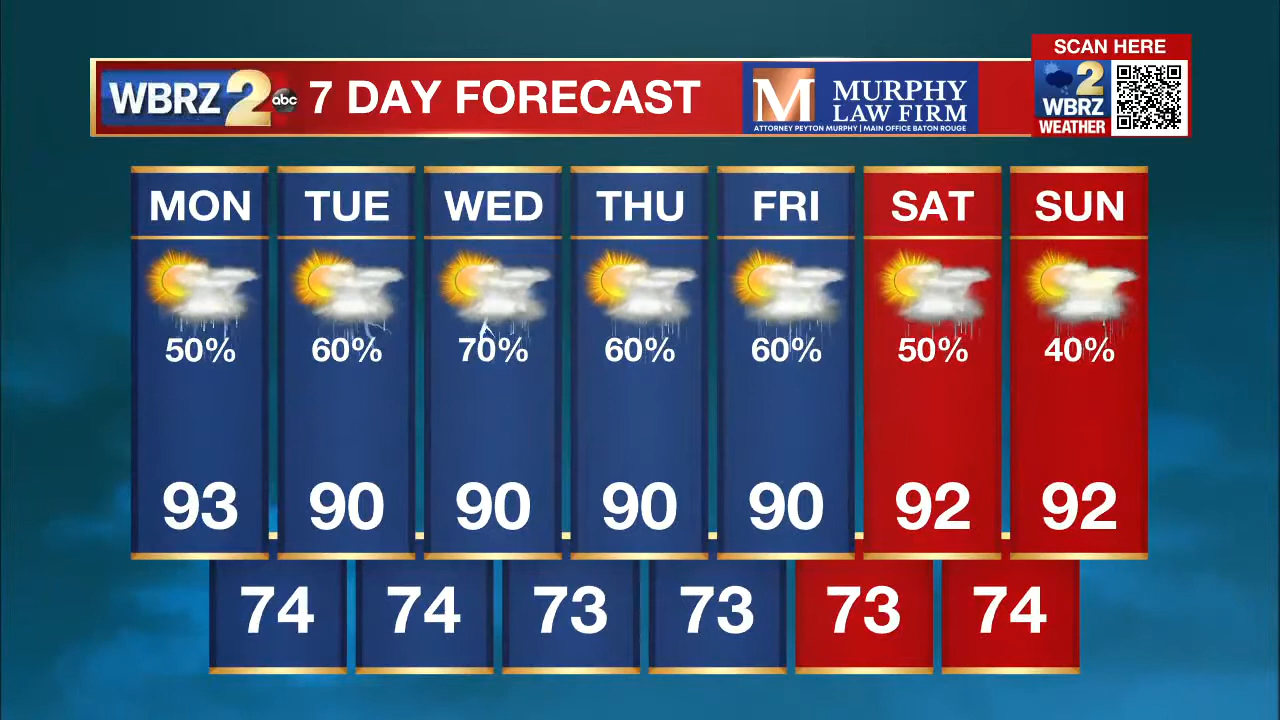 SCAN HERE
WBRZ 2 abc 7 DAY FORECAST
M MURPHY
LAW FIRM
ATTORNEY PEYTON MURPHY | MAIN OFFICE BATON ROUGE
2
WBRZ
WEATHER
MON TUE WED THU FRI SAT SUN
50% 60% 70% 60% 60% 50% 40%
93 90 90 90 90 92 92
74 74 73 73 73 74